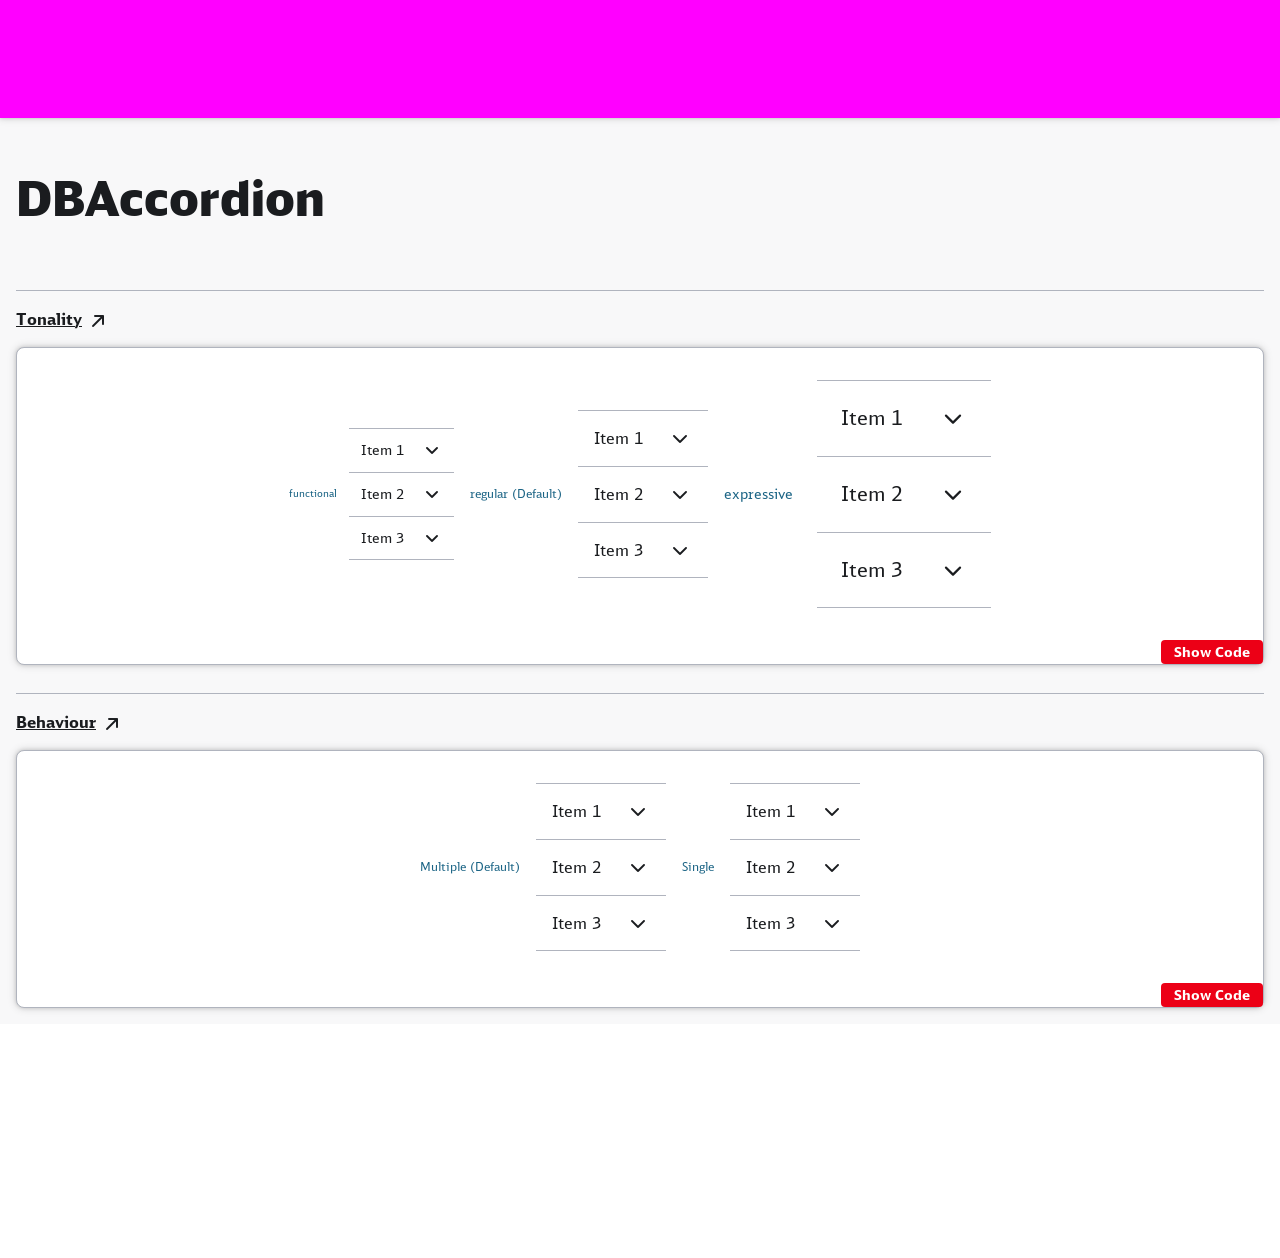 DBAccordion
Tonality
functional
Item 1
Item 2
Item 3
regular (Default)
Item 1
Item 2
Item 3
expressive
Item 1
Item 2
Item 3
Show Code
Behaviour
Multiple (Default)
Item 1
Item 2
Item 3
Single
Item 1
Item 2
Item 3
Show Code